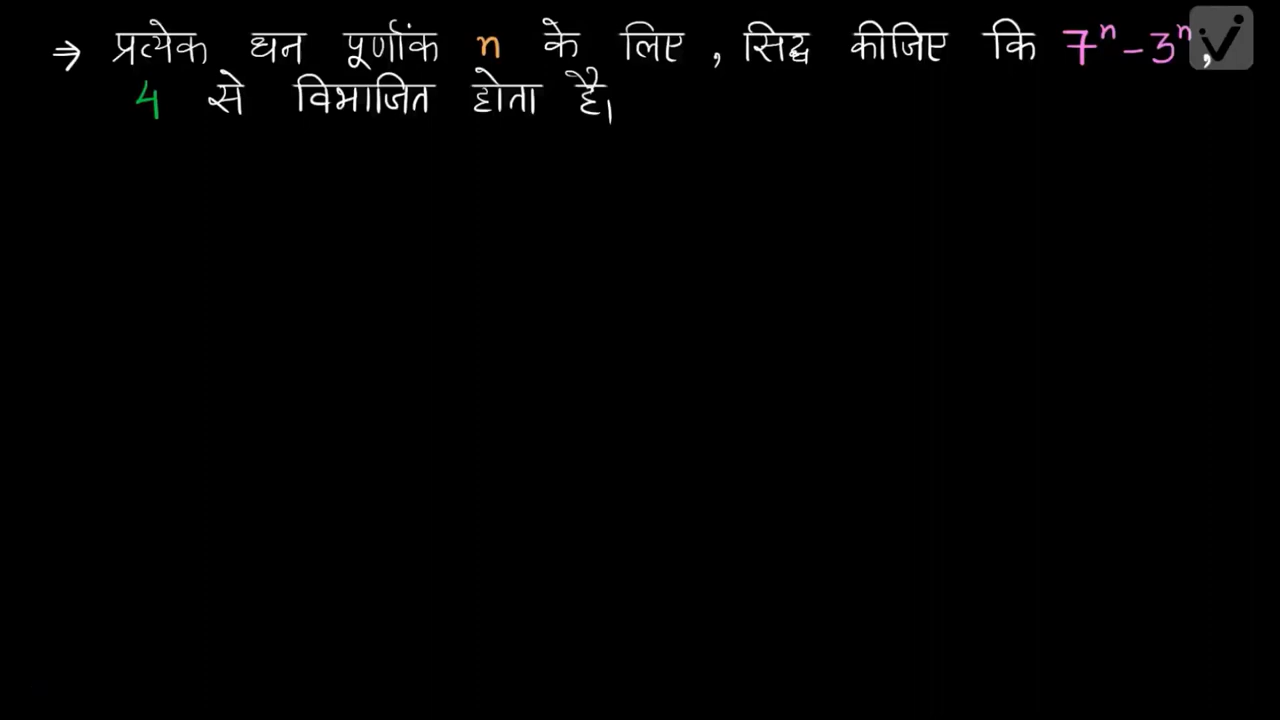 ⇒ प्रत्येक धन पूर्णांक n के लिए, सिद्ध कीजिए कि 7ⁿ - 3ⁿ,
4 से विभाजित होता है।